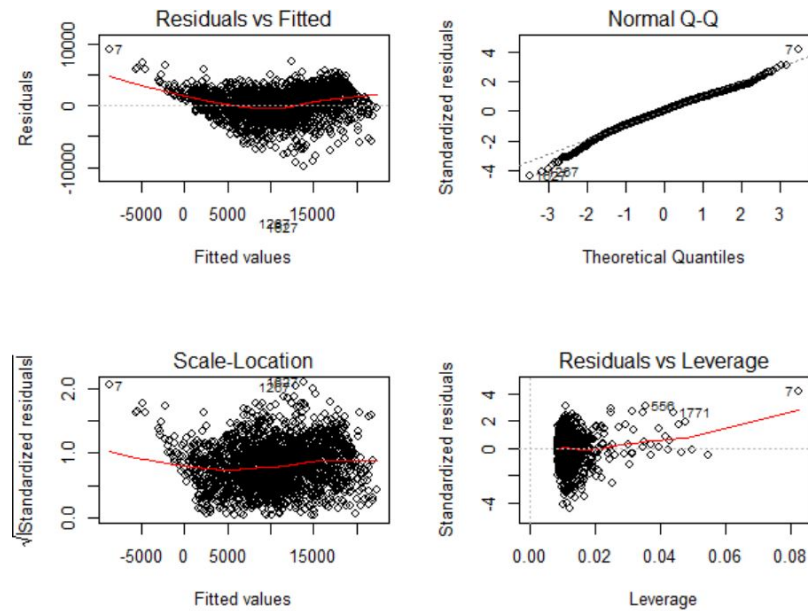 Residuals vs Fitted
Residuals
10000
0
-10000
7
-5000 0 5000 15000
1627
Fitted values
Normal Q-Q
Standardized residuals
4
2
0
-2
-4
7
-3 -2 -1 0 1 2 3
Theoretical Quantiles
Scale-Location
√|Standardized residuals|
2.0
1.0
0.0
7
-5000 0 5000 15000
Fitted values
Residuals vs Leverage
Standardized residuals
4
2
0
-4
7
556
1771
0.00 0.02 0.04 0.06 0.08
Leverage